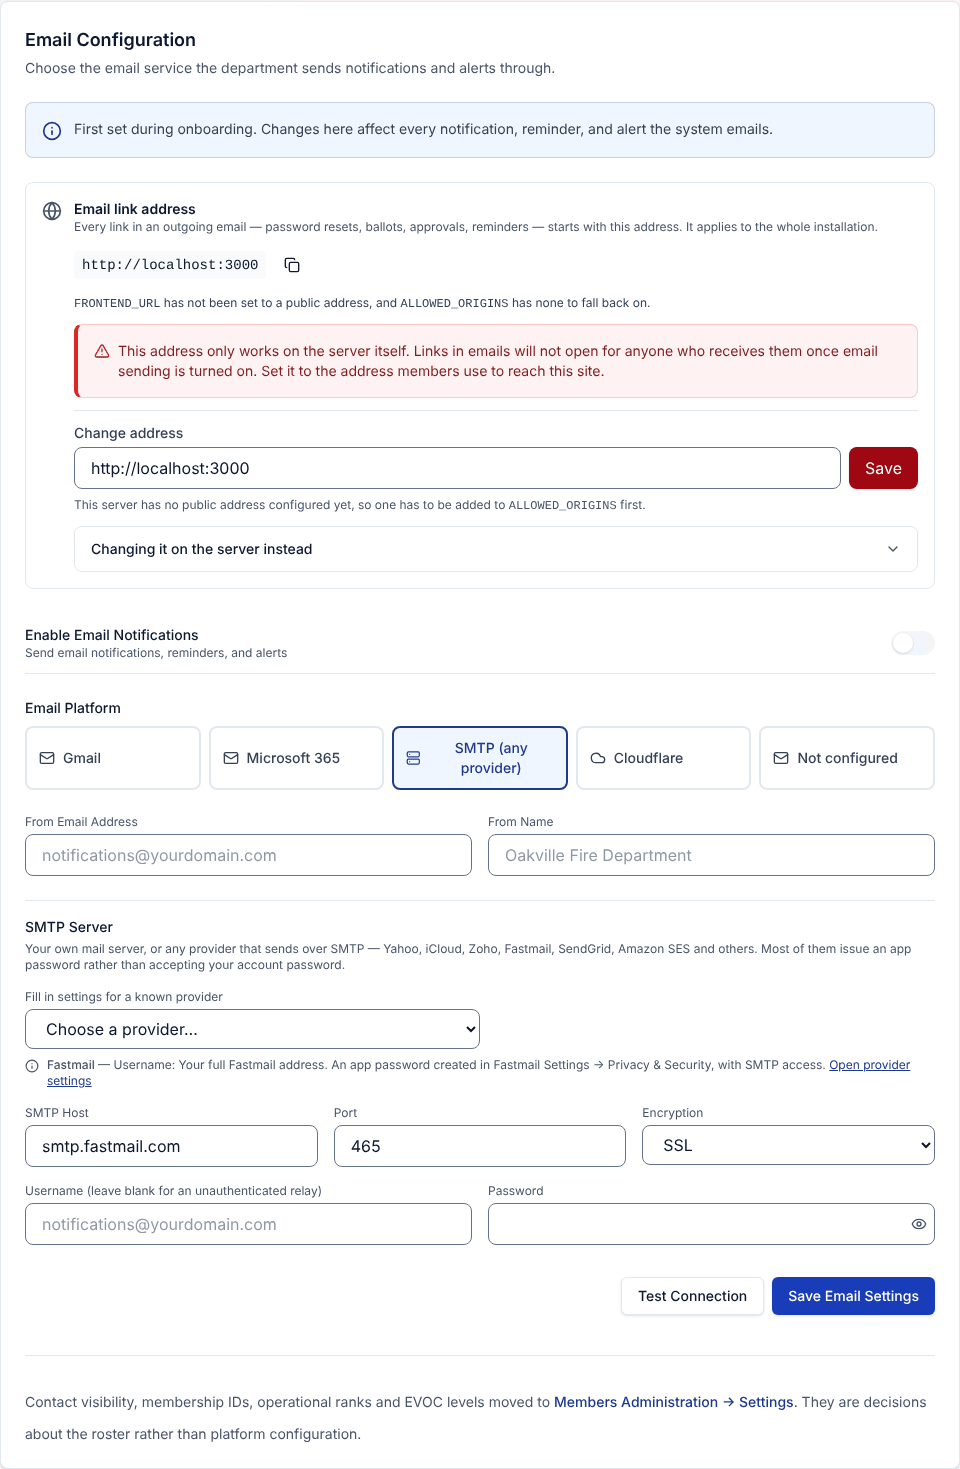 Email Configuration
Choose the email service the department sends notifications and alerts through.
First set during onboarding. Changes here affect every notification, reminder, and alert the system emails.
Email link address
Every link in an outgoing email — password resets, ballots, approvals, reminders — starts with this address. It applies to the whole installation.
http://localhost:3000
FRONTEND_URL has not been set to a public address, and ALLOWED_ORIGINS has none to fall back on.
This address only works on the server itself. Links in emails will not open for anyone who receives them once email
sending is turned on. Set it to the address members use to reach this site.
Change address
http://localhost:3000
Save
This server has no public address configured yet, so one has to be added to ALLOWED_ORIGINS first.
Changing it on the server instead
Enable Email Notifications
Send email notifications, reminders, and alerts
Email Platform
Gmail
Microsoft 365
SMTP (any
provider)
Cloudflare
Not configured
From Email Address
From Name
notifications@yourdomain.com
Oakville Fire Department
SMTP Server
Your own mail server, or any provider that sends over SMTP — Yahoo, iCloud, Zoho, Fastmail, SendGrid, Amazon SES and others. Most of them issue an app
password rather than accepting your account password.
Fill in settings for a known provider
Choose a provider...
Fastmail — Username: Your full Fastmail address. An app password created in Fastmail Settings → Privacy & Security, with SMTP access. Open provider
settings
SMTP Host
Port
Encryption
smtp.fastmail.com
465
SSL
Username (leave blank for an unauthenticated relay)
Password
notifications@yourdomain.com
Test Connection
Save Email Settings
Contact visibility, membership IDs, operational ranks and EVOC levels moved to Members Administration → Settings. They are decisions
about the roster rather than platform configuration.